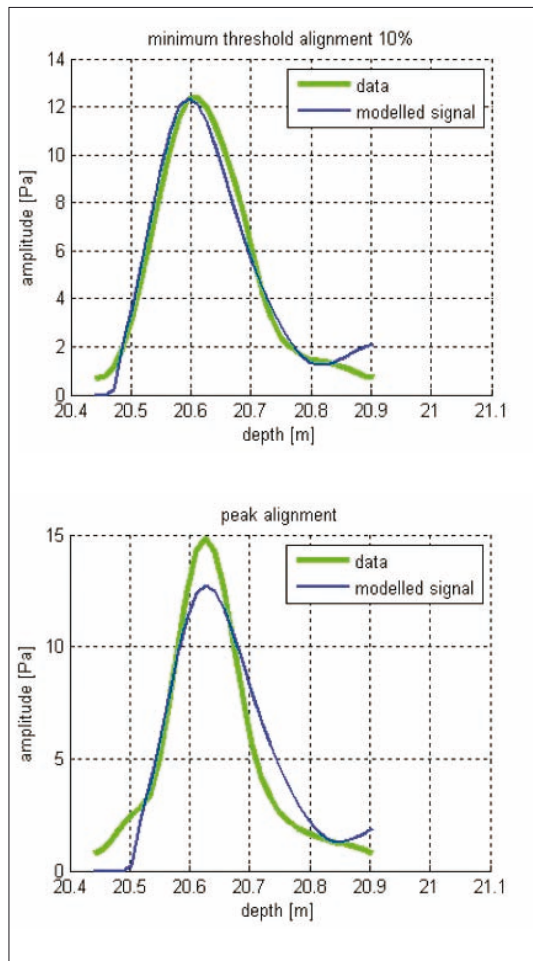 minimum threshold alignment 10%
14
12
10
8
6
4
2
0
amplitude [Pa]
data
modelled signal
20.4 20.5 20.6 20.7 20.8 20.9 21 21.1
depth [m]
peak alignment
15
10
5
0
amplitude [Pa]
data
modelled signal
20.4 20.5 20.6 20.7 20.8 20.9 21 21.1
depth [m]